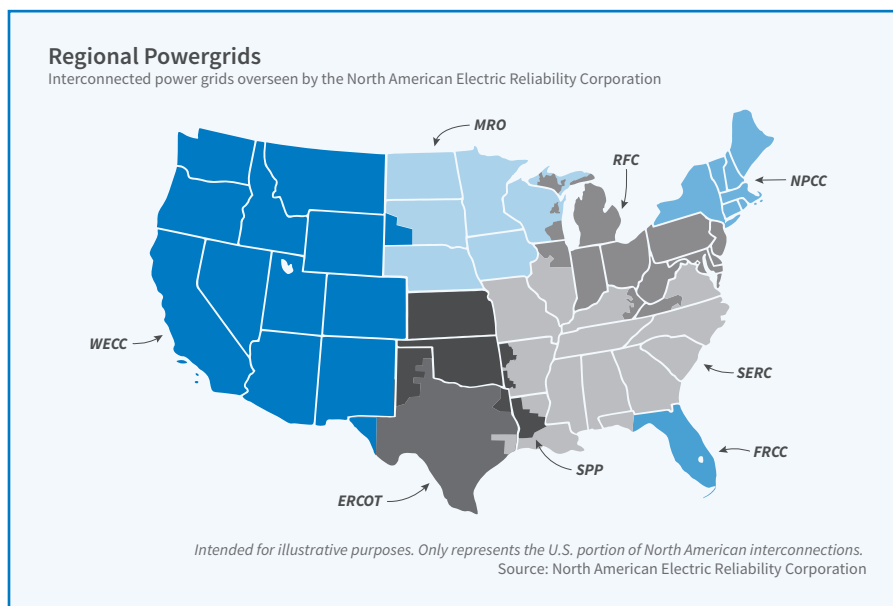 Regional Powergrids
Interconnected power grids overseen by the North American Electric Reliability Corporation
MRO
RFC
NPCC
WECC
SERC
FRCC
SPP
ERCOT
Intended for illustrative purposes. Only represents the U.S. portion of North American interconnections.
Source: North American Electric Reliability Corporation